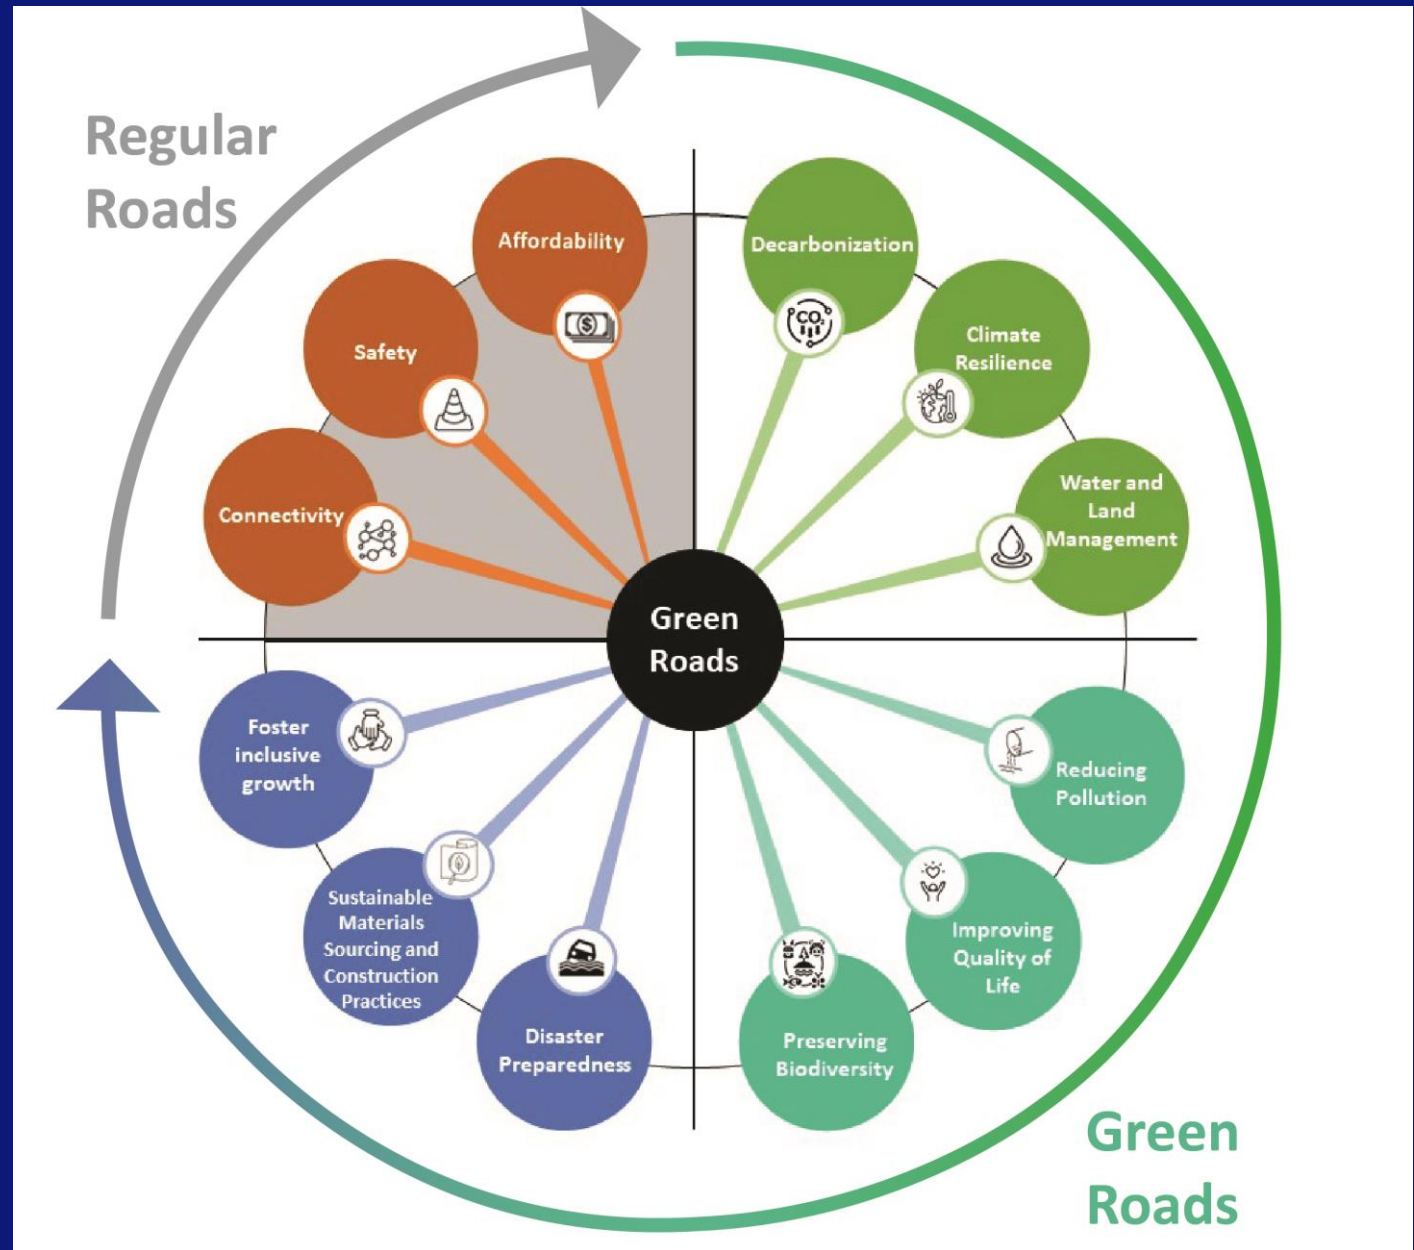 Regular
Roads
Affordability
$
Safety
Connectivity
Decarbonization
CO₂
Climate
Resilience
Water and
Land
Management
Green
Roads
Foster
inclusive
growth
Sustainable
Materials
Sourcing and
Construction
Practices
Disaster
Preparedness
Reducing
Pollution
Improving
Quality of
Life
Preserving
Biodiversity
Green
Roads